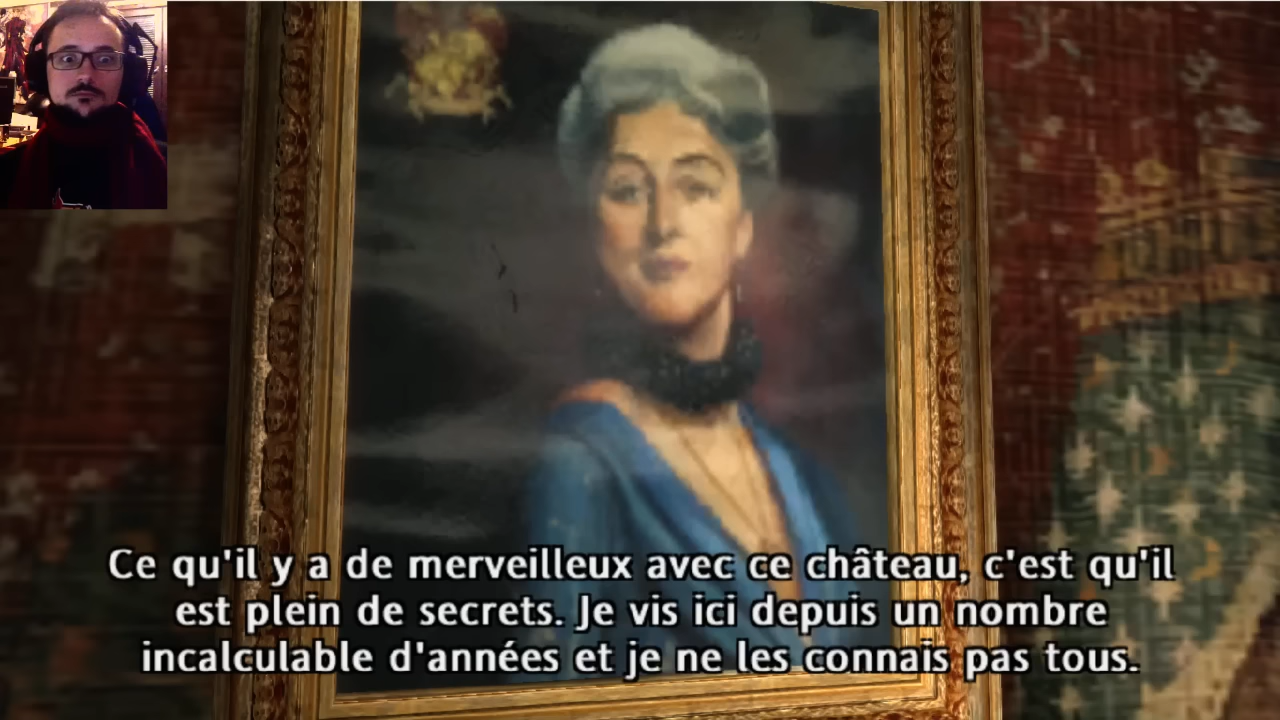 Ce qu'il y a de merveilleux avec ce château, c'est qu'il
est plein de secrets. Je vis ici depuis un nombre
incalculable d'années et je ne les connais pas tous.